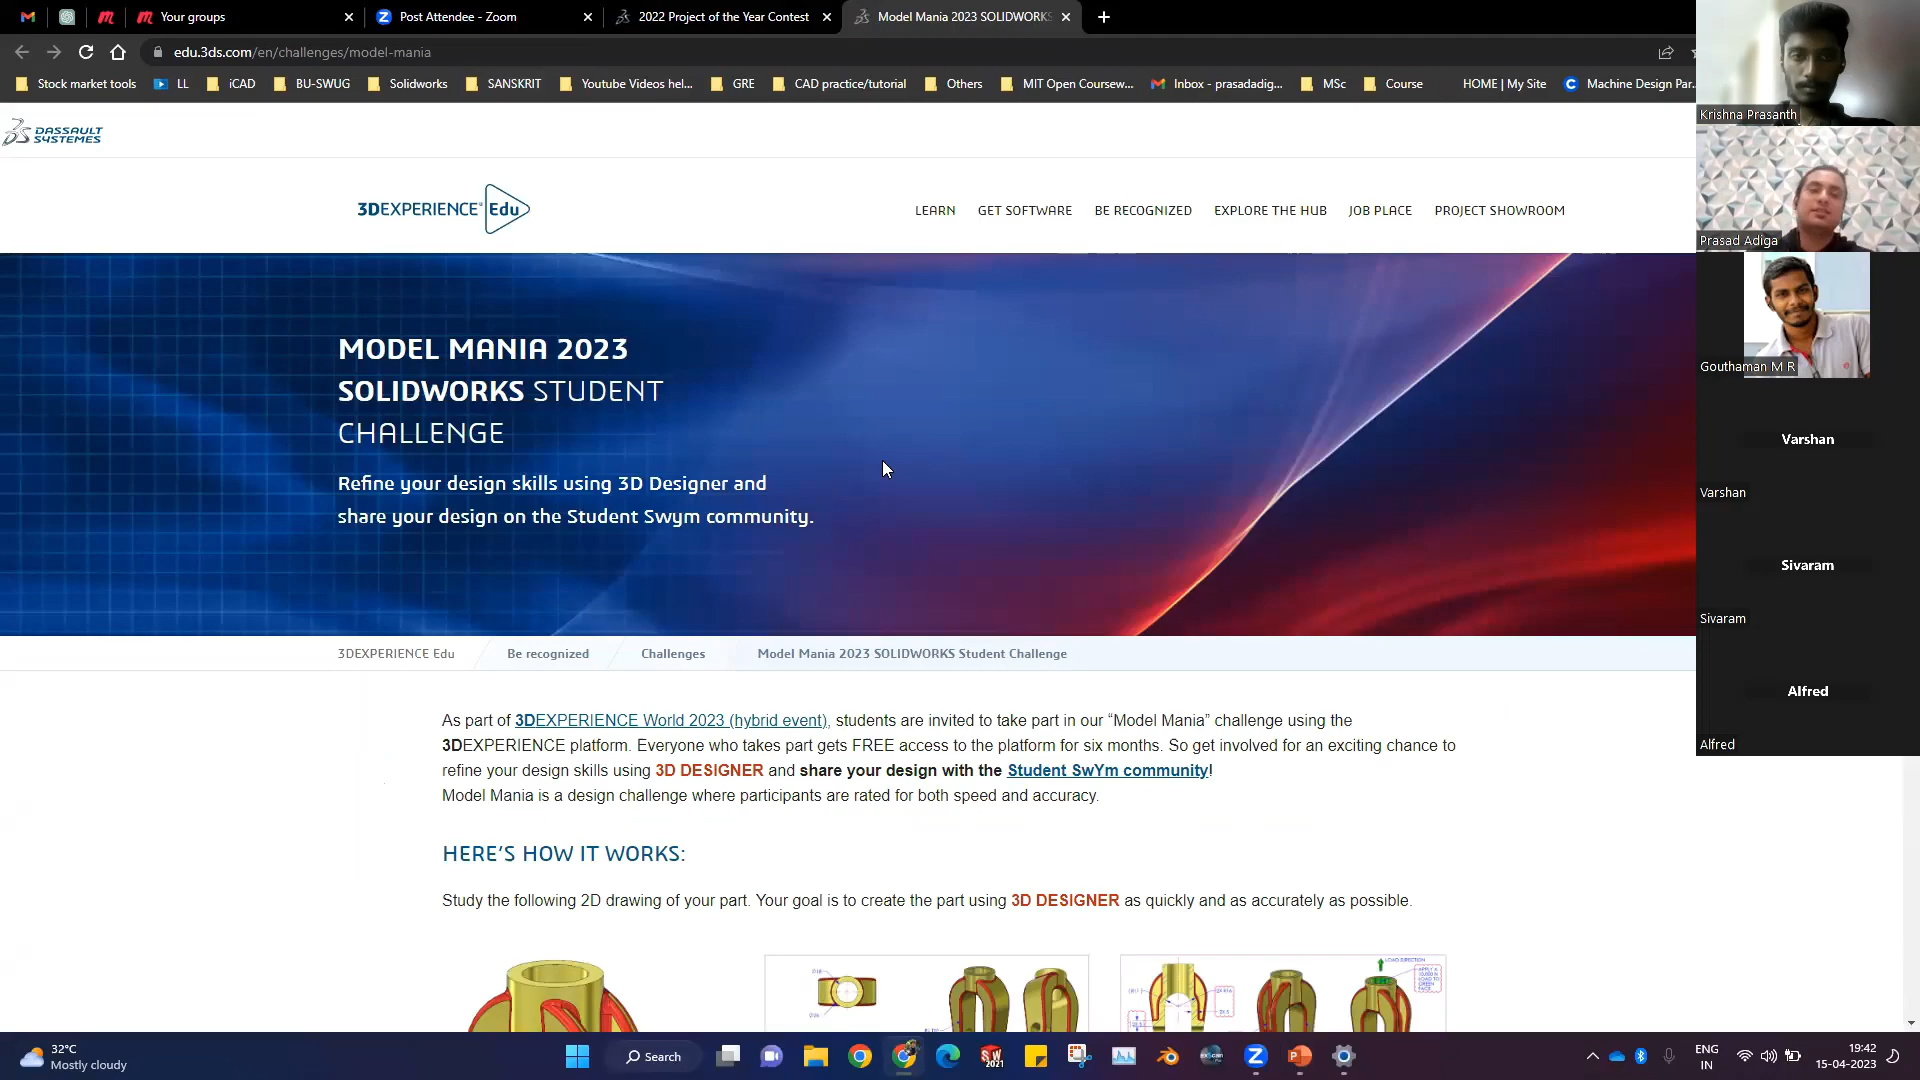 Your groups
Post Attendee - Zoom
2022 Project of the Year Contest
Model Mania 2023 SOLIDWORKS
edu.3ds.com/en/challenges/model-mania
Stock market tools
LL
iCAD
BU-SWUG
Solidworks
SANSKRIT
Youtube Videos hel...
GRE
CAD practice/tutorial
Others
MIT Open Coursew...
Inbox - prasadadig...
MSc
Course
HOME | My Site
Machine Design Par...
DASSAULT
SYSTEMES
3DEXPERIENCE Edu
LEARN
GET SOFTWARE
BE RECOGNIZED
EXPLORE THE HUB
JOB PLACE
PROJECT SHOWROOM
MODEL MANIA 2023
SOLIDWORKS STUDENT
CHALLENGE
Refine your design skills using 3D Designer and
share your design on the Student Swym community.
3DEXPERIENCE Edu
Be recognized
Challenges
Model Mania 2023 SOLIDWORKS Student Challenge
As part of 3DEXPERIENCE World 2023 (hybrid event), students are invited to take part in our “Model Mania” challenge using the
3DEXPERIENCE platform. Everyone who takes part gets FREE access to the platform for six months. So get involved for an exciting chance to
refine your design skills using 3D DESIGNER and share your design with the Student SwYm community!
Model Mania is a design challenge where participants are rated for both speed and accuracy.
HERE'S HOW IT WORKS:
Study the following 2D drawing of your part. Your goal is to create the part using 3D DESIGNER as quickly and as accurately as possible.
LOAD DIRECTION
Krishna Prasanth
Prasad Adiga
Gouthaman M R
Varshan
Varshan
Sivaram
Sivaram
Alfred
Alfred
32°C
Mostly cloudy
Search
SW
2021
ENG
IN
19:42
15-04-2023